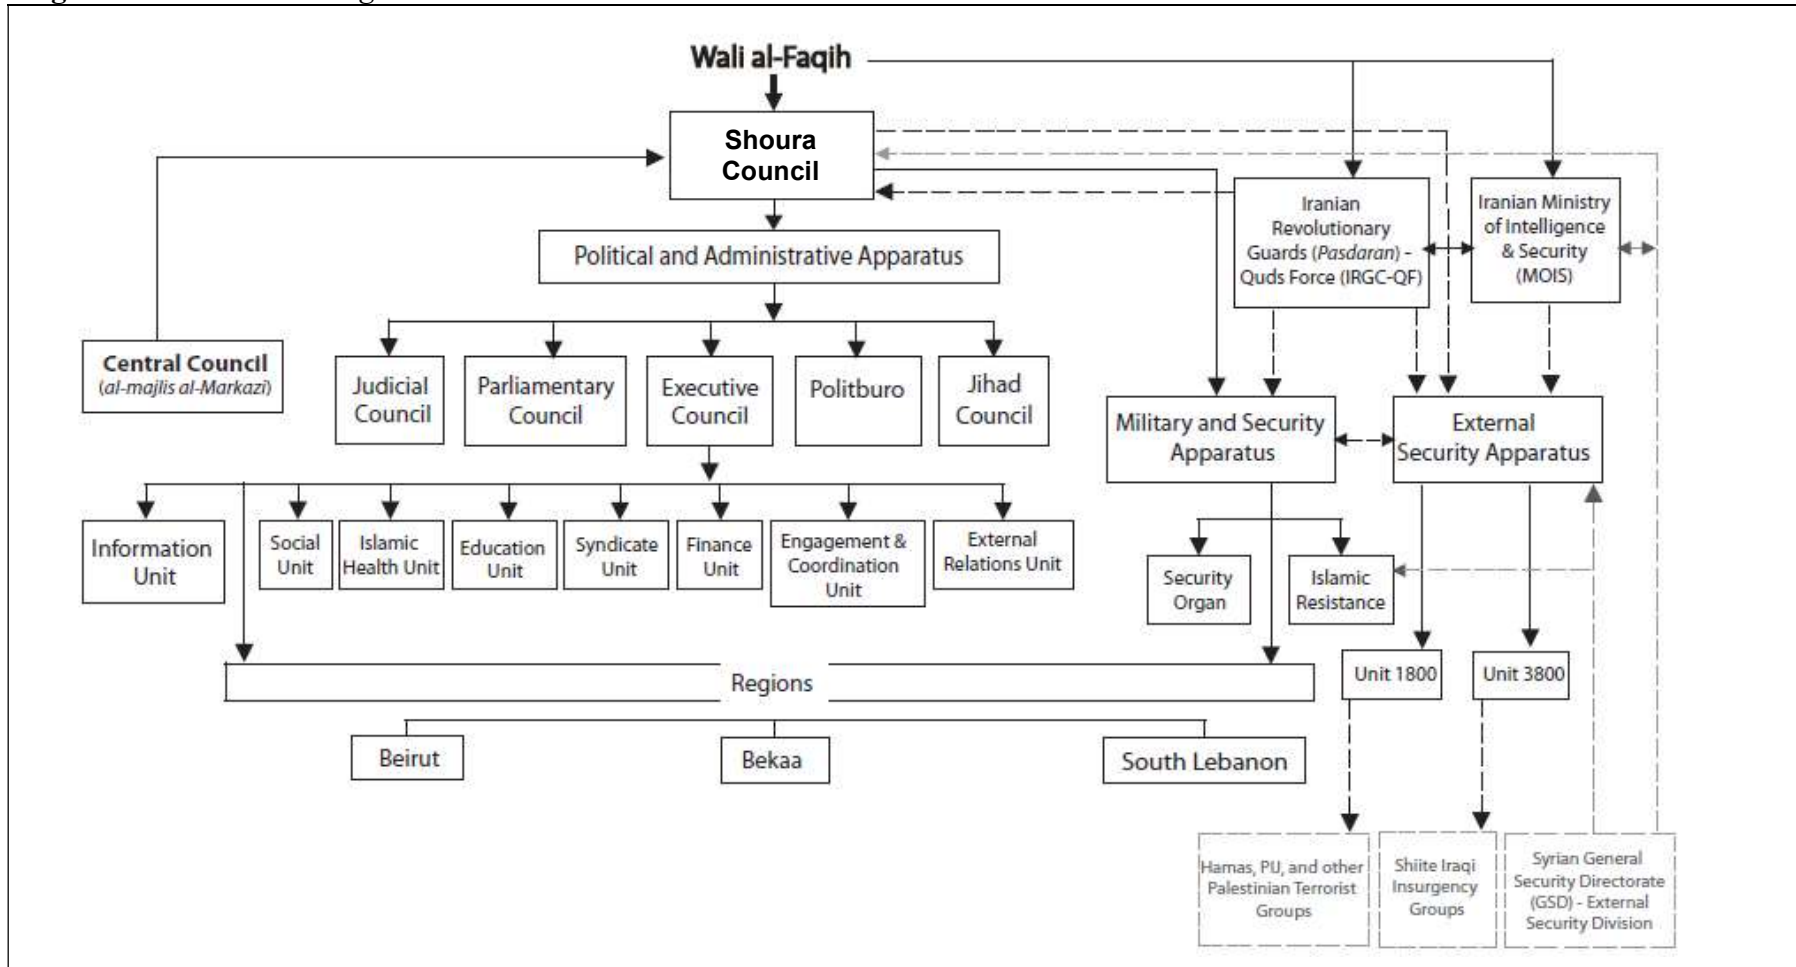 Wali al-Faqih
Shoura
Council
Iranian
Revolutionary
Guards (Pasdaran) -
Quds Force (IRGC-QF)
Iranian Ministry
of Intelligence
& Security
(MOIS)
Political and Administrative Apparatus
Central Council
(al-majlis al-Markazi)
Judicial
Council
Parliamentary
Council
Executive
Council
Politburo
Jihad
Council
Military and Security
Apparatus
External
Security Apparatus
Information
Unit
Social
Unit
Islamic
Health Unit
Education
Unit
Syndicate
Unit
Finance
Unit
Engagement &
Coordination
Unit
External
Relations Unit
Security
Organ
Islamic
Resistance
Unit 1800
Unit 3800
Regions
Beirut
Bekaa
South Lebanon
Hamas, PIJ, and other
Palestinian Terrorist
Groups
Shiite Iraqi
Insurgency
Groups
Syrian General
Security Directorate
(GSD) - External
Security Division